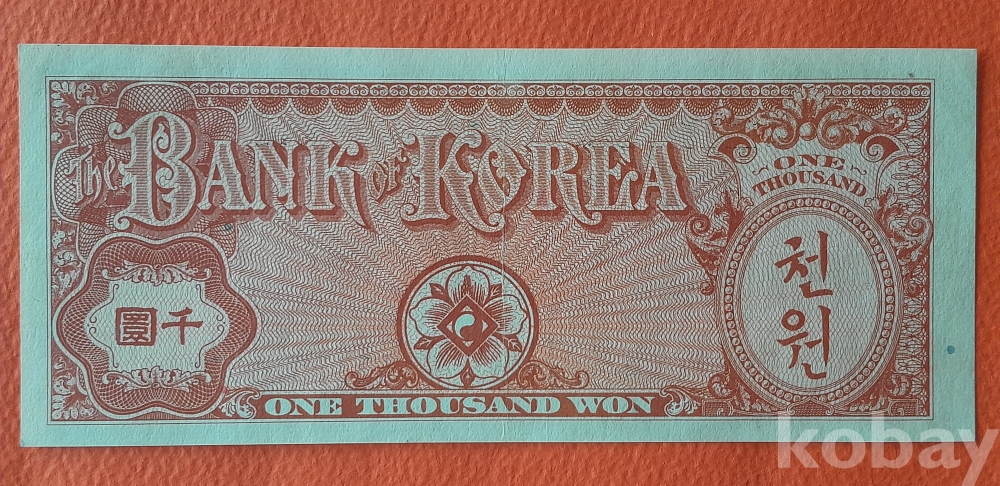 The BANK OF KOREA
ONE
THOUSAND
천원
千圜
ONE THOUSAND WON
kobay